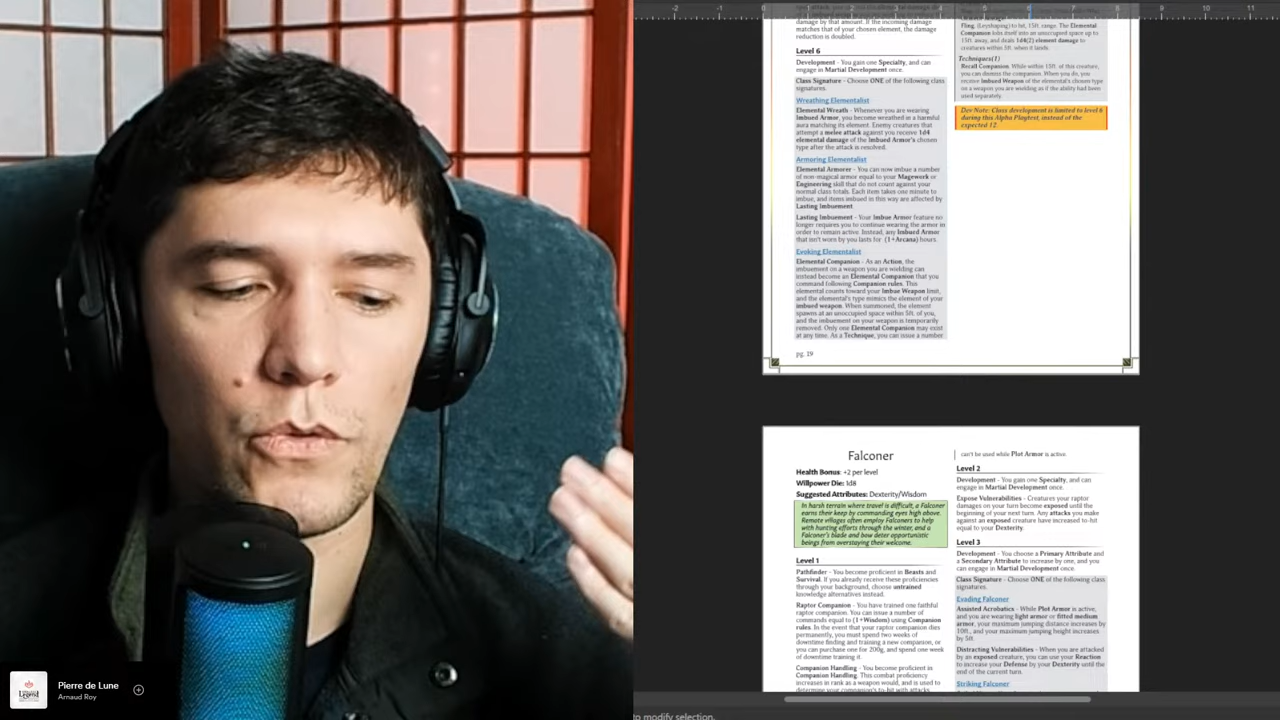 -2
-1
0
6
7
8
9
10
11
damage by that amount. If the incoming damage
matches that of your chosen element, the damage
reduction is doubled.
Level 6
Development - You gain one Specialty, and can
engage in Martial Development once.
Class Signature - Choose ONE of the following class
signatures.
Wreathing Elementalist
Elemental Wreath - Whenever you are wearing
Imbued Armor, you become wreathed in a harmful
aura matching its element. Enemy creatures that
attempt a melee attack against you receive 1d4
elemental damage of the Imbued Armor's chosen
type after the attack is resolved.
Armoring Elementalist
Elemental Armorer - You can now imbue a number
of non-magical armor equal to your Magework or
Engineering skill that do not count against your
normal class totals. Each item takes one minute to
imbue, and items imbued in this way are affected by
Lasting Imbuement.
Lasting Imbuement - Your Imbue Armor feature no
longer requires you to continue wearing the armor in
order to remain active. Instead, any Imbued Armor
that isn't worn by you lasts for (1+Arcana) hours.
Evoking Elementalist
Elemental Companion - As an Action, the
imbuement on a weapon you are wielding can
instead become an Elemental Companion that you
command following Companion rules. This
elemental counts toward your Imbue Weapon limit,
and the elemental's type mimics the element of your
imbued weapon. When summoned, the element
spawns at an unoccupied space within 5ft. of you,
and the imbuement on your weapon is temporarily
removed. Only one Elemental Companion may exist
at any time. As a Technique, you can issue a number
pg. 19
Fling. (Leyshaping) to hit, 15ft. range. The Elemental
Companion lobs itself into an unoccupied space up to
15ft. away, and deals 1d4(2) element damage to
creatures within 5ft. when it lands.
Techniques(1)
Recall Companion. While within 15ft. of this creature,
you can dismiss the companion. When you do, you
receive Imbued Weapon of the elemental's chosen type
on a weapon you are wielding as if the ability had been
used separately.
Dev Note: Class development is limited to level 6
during this Alpha Playtest, instead of the
expected 12.
Falconer
Health Bonus: +2 per level
Willpower Die: 1d8
Suggested Attributes: Dexterity/Wisdom
In harsh terrain where travel is difficult, a Falconer
earns their keep by commanding eyes high above.
Remote villages often employ Falconers to help
with hunting efforts through the winter, and a
Falconer's blade and bow deter opportunistic
beings from overstaying their welcome.
Level 1
Pathfinder - You become proficient in Beasts and
Survival. If you already receive these proficiencies
through your background, choose untrained
knowledge alternatives instead.
Raptor Companion - You have trained one faithful
raptor companion. You can issue a number of
commands equal to (1+Wisdom) using Companion
rules. In the event that your raptor companion dies
permanently, you must spend two weeks of
downtime finding and training a new companion, or
you can purchase one for 200g, and spend one week
of downtime training it.
Companion Handling - You become proficient in
Companion Handling. This combat proficiency
increases in rank as a weapon would, and is used to
determine your companion's to-hit with attacks
can't be used while Plot Armor is active.
Level 2
Development - You gain one Specialty, and can
engage in Martial Development once.
Expose Vulnerabilities - Creatures your raptor
damages on your turn become exposed until the
beginning of your next turn. Any attacks you make
against an exposed creature have increased to-hit
equal to your Dexterity.
Level 3
Development - You choose a Primary Attribute and
a Secondary Attribute to increase by one, and you
can engage in Martial Development once.
Class Signature - Choose ONE of the following class
signatures.
Evading Falconer
Assisted Acrobatics - While Plot Armor is active,
and you are wearing light armor or fitted medium
armor, your maximum jumping distance increases by
10ft., and your maximum jumping height increases
by 5ft.
Distracting Vulnerabilities - When you are attacked
by an exposed creature, you can use your Reaction
to increase your Defense by your Dexterity until the
end of the current turn.
Striking Falconer
to modify selection.
Legend
Pierre de Lune
Arnaud Roy